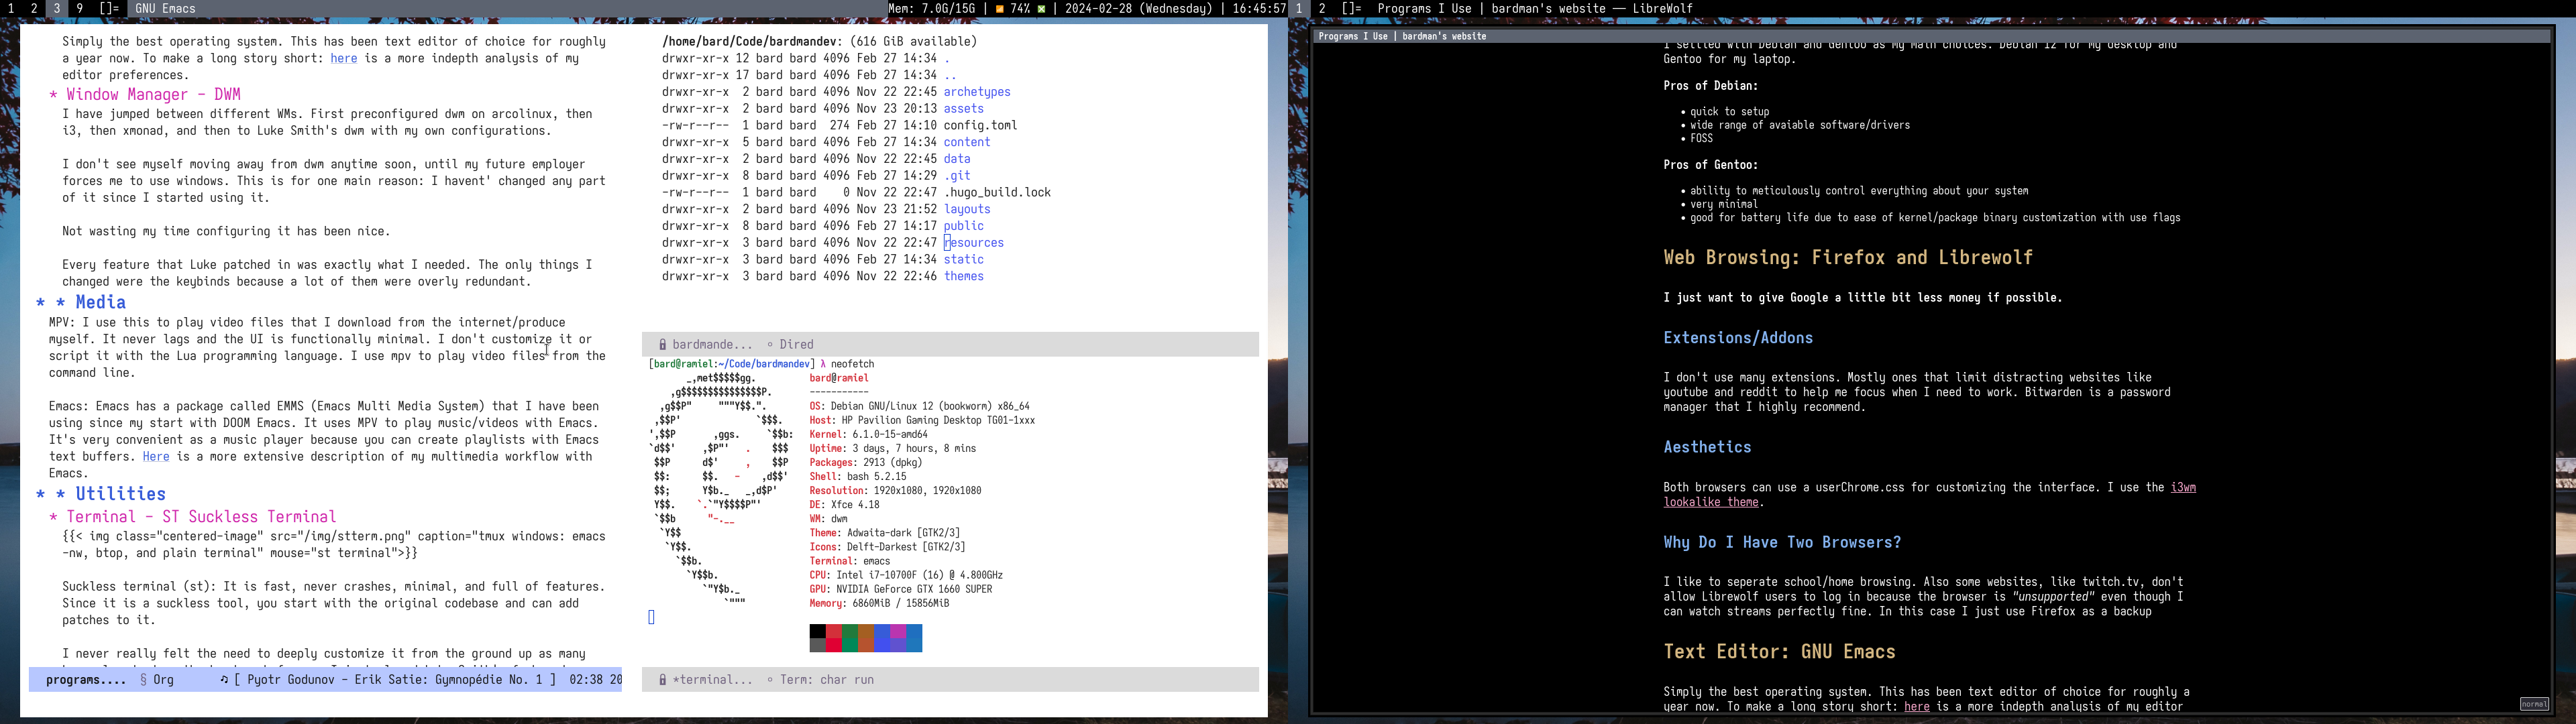 1 2 3 9 []= GNU Emacs
Mem: 7.0G/15G | 74% | 2024-02-28 (Wednesday) | 16:45:57
Simply the best operating system. This has been text editor of choice for roughly
a year now. To make a long story short: here is a more indepth analysis of my
editor preferences.
* Window Manager - DWM
I have jumped between different WMs. First preconfigured dwm on arcolinux, then
i3, then xmonad, and then to Luke Smith's dwm with my own configurations.
I don't see myself moving away from dwm anytime soon, until my future employer
forces me to use windows. This is for one main reason: I havent' changed any part
of it since I started using it.
Not wasting my time configuring it has been nice.
Every feature that Luke patched in was exactly what I needed. The only things I
changed were the keybinds because a lot of them were overly redundant.
* * Media
MPV: I use this to play video files that I download from the internet/produce
myself. It never lags and the UI is functionally minimal. I don't customize it or
script it with the Lua programming language. I use mpv to play video files from the
command line.
Emacs: Emacs has a package called EMMS (Emacs Multi Media System) that I have been
using since my start with DOOM Emacs. It uses MPV to play music/videos with Emacs.
It's very convenient as a music player because you can create playlists with Emacs
text buffers. Here is a more extensive description of my multimedia workflow with
Emacs.
* * Utilities
* Terminal - ST Suckless Terminal
{{< img class="centered-image" src="/img/stterm.png" caption="tmux windows: emacs
-nw, btop, and plain terminal" mouse="st terminal">}}
Suckless terminal (st): It is fast, never crashes, minimal, and full of features.
Since it is a suckless tool, you start with the original codebase and can add
patches to it.
I never really felt the need to deeply customize it from the ground up as many
programs.... § Org ♫ [ Pyotr Godunov - Erik Satie: Gymnopédie No. 1 ] 02:38 20
/home/bard/Code/bardmandev: (616 GiB available)
drwxr-xr-x 12 bard bard 4096 Feb 27 14:34 .
drwxr-xr-x 17 bard bard 4096 Feb 27 14:34 ..
drwxr-xr-x 2 bard bard 4096 Nov 22 22:45 archetypes
drwxr-xr-x 2 bard bard 4096 Nov 23 20:13 assets
-rw-r--r-- 1 bard bard 274 Feb 27 14:10 config.toml
drwxr-xr-x 5 bard bard 4096 Feb 27 14:34 content
drwxr-xr-x 2 bard bard 4096 Nov 22 22:45 data
drwxr-xr-x 8 bard bard 4096 Feb 27 14:29 .git
-rw-r--r-- 1 bard bard 0 Nov 22 22:47 .hugo_build.lock
drwxr-xr-x 2 bard bard 4096 Nov 23 21:52 layouts
drwxr-xr-x 8 bard bard 4096 Feb 27 14:17 public
drwxr-xr-x 3 bard bard 4096 Nov 22 22:47 resources
drwxr-xr-x 3 bard bard 4096 Feb 27 14:34 static
drwxr-xr-x 3 bard bard 4096 Nov 22 22:46 themes
bardmande... ◦ Dired
[bard@ramiel:~/Code/bardmandev] λ neofetch
bard@ramiel
-----------
OS: Debian GNU/Linux 12 (bookworm) x86_64
Host: HP Pavilion Gaming Desktop TG01-1xxx
Kernel: 6.1.0-15-amd64
Uptime: 3 days, 7 hours, 8 mins
Packages: 2913 (dpkg)
Shell: bash 5.2.15
Resolution: 1920x1080, 1920x1080
DE: Xfce 4.18
WM: dwm
Theme: Adwaita-dark [GTK2/3]
Icons: Delft-Darkest [GTK2/3]
Terminal: emacs
CPU: Intel i7-10700F (16) @ 4.800GHz
GPU: NVIDIA GeForce GTX 1660 SUPER
Memory: 6860MiB / 15856MiB
*terminal... ◦ Term: char run
1 2 []= Programs I Use | bardman's website — LibreWolf
Programs I Use | bardman's website
I settled with Debian and Gentoo as my main choices. Debian 12 for my desktop and
Gentoo for my laptop.
Pros of Debian:
• quick to setup
• wide range of avaiable software/drivers
• FOSS
Pros of Gentoo:
• ability to meticulously control everything about your system
• very minimal
• good for battery life due to ease of kernel/package binary customization with use flags
Web Browsing: Firefox and Librewolf
I just want to give Google a little bit less money if possible.
Extensions/Addons
I don't use many extensions. Mostly ones that limit distracting websites like
youtube and reddit to help me focus when I need to work. Bitwarden is a password
manager that I highly recommend.
Aesthetics
Both browsers can use a userChrome.css for customizing the interface. I use the i3wm
lookalike theme.
Why Do I Have Two Browsers?
I like to seperate school/home browsing. Also some websites, like twitch.tv, don't
allow Librewolf users to log in because the browser is "unsupported" even though I
can watch streams perfectly fine. In this case I just use Firefox as a backup
Text Editor: GNU Emacs
Simply the best operating system. This has been text editor of choice for roughly a
year now. To make a long story short: here is a more indepth analysis of my editor
normal